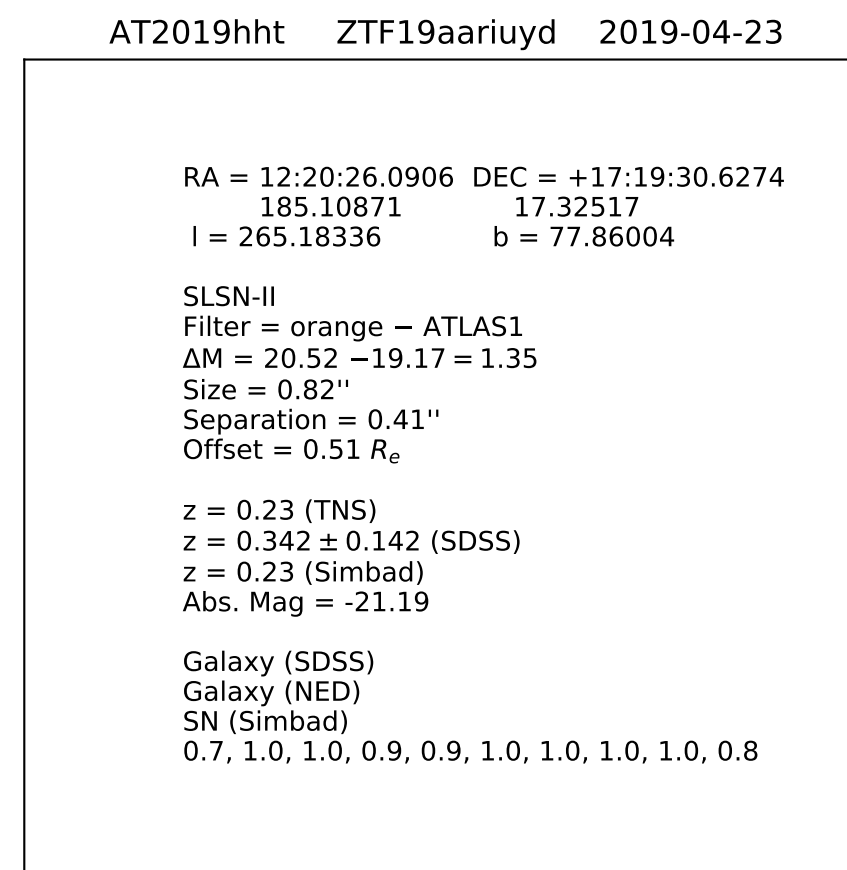 AT2019hht ZTF19aariuyd 2019-04-23
RA = 12:20:26.0906 DEC = +17:19:30.6274
185.10871 17.32517
l = 265.18336 b = 77.86004
SLSN-II
Filter = orange − ATLAS1
ΔM = 20.52 −19.17 = 1.35
Size = 0.82''
Separation = 0.41''
Offset = 0.51 Rₑ
z = 0.23 (TNS)
z = 0.342 ± 0.142 (SDSS)
z = 0.23 (Simbad)
Abs. Mag = -21.19
Galaxy (SDSS)
Galaxy (NED)
SN (Simbad)
0.7, 1.0, 1.0, 0.9, 0.9, 1.0, 1.0, 1.0, 1.0, 0.8